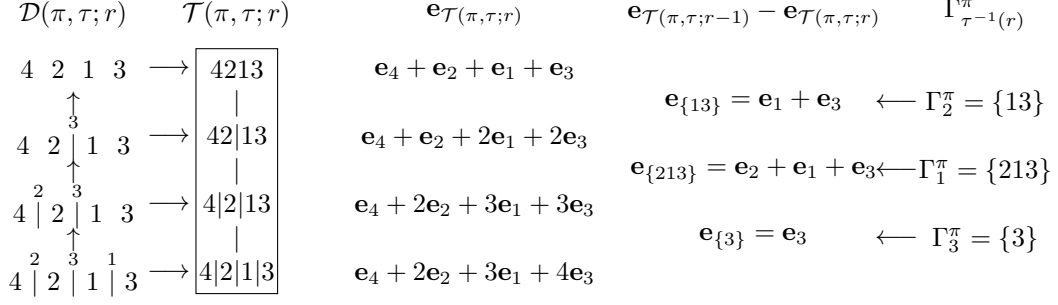 𝒟(π, τ; r) 𝒯(π, τ; r) e_{𝒯(π,τ;r)} e_{𝒯(π,τ;r−1)} − e_{𝒯(π,τ;r)} Γ^π_{τ^{−1}(r)}
4 2 1 3 ⟶ 4213 e_4 + e_2 + e_1 + e_3
↑ | e_{\{13\}} = e_1 + e_3 ⟵ Γ^π_2 = {13}
4 2 |^3 1 3 ⟶ 42|13 e_4 + e_2 + 2e_1 + 2e_3
↑ | e_{\{213\}} = e_2 + e_1 + e_3 ⟵ Γ^π_1 = {213}
4 |^2 2 |^3 1 3 ⟶ 4|2|13 e_4 + 2e_2 + 3e_1 + 3e_3
↑ | e_{\{3\}} = e_3 ⟵ Γ^π_3 = {3}
4 |^2 2 |^3 1 |^1 3 ⟶ 4|2|1|3 e_4 + 2e_2 + 3e_1 + 4e_3